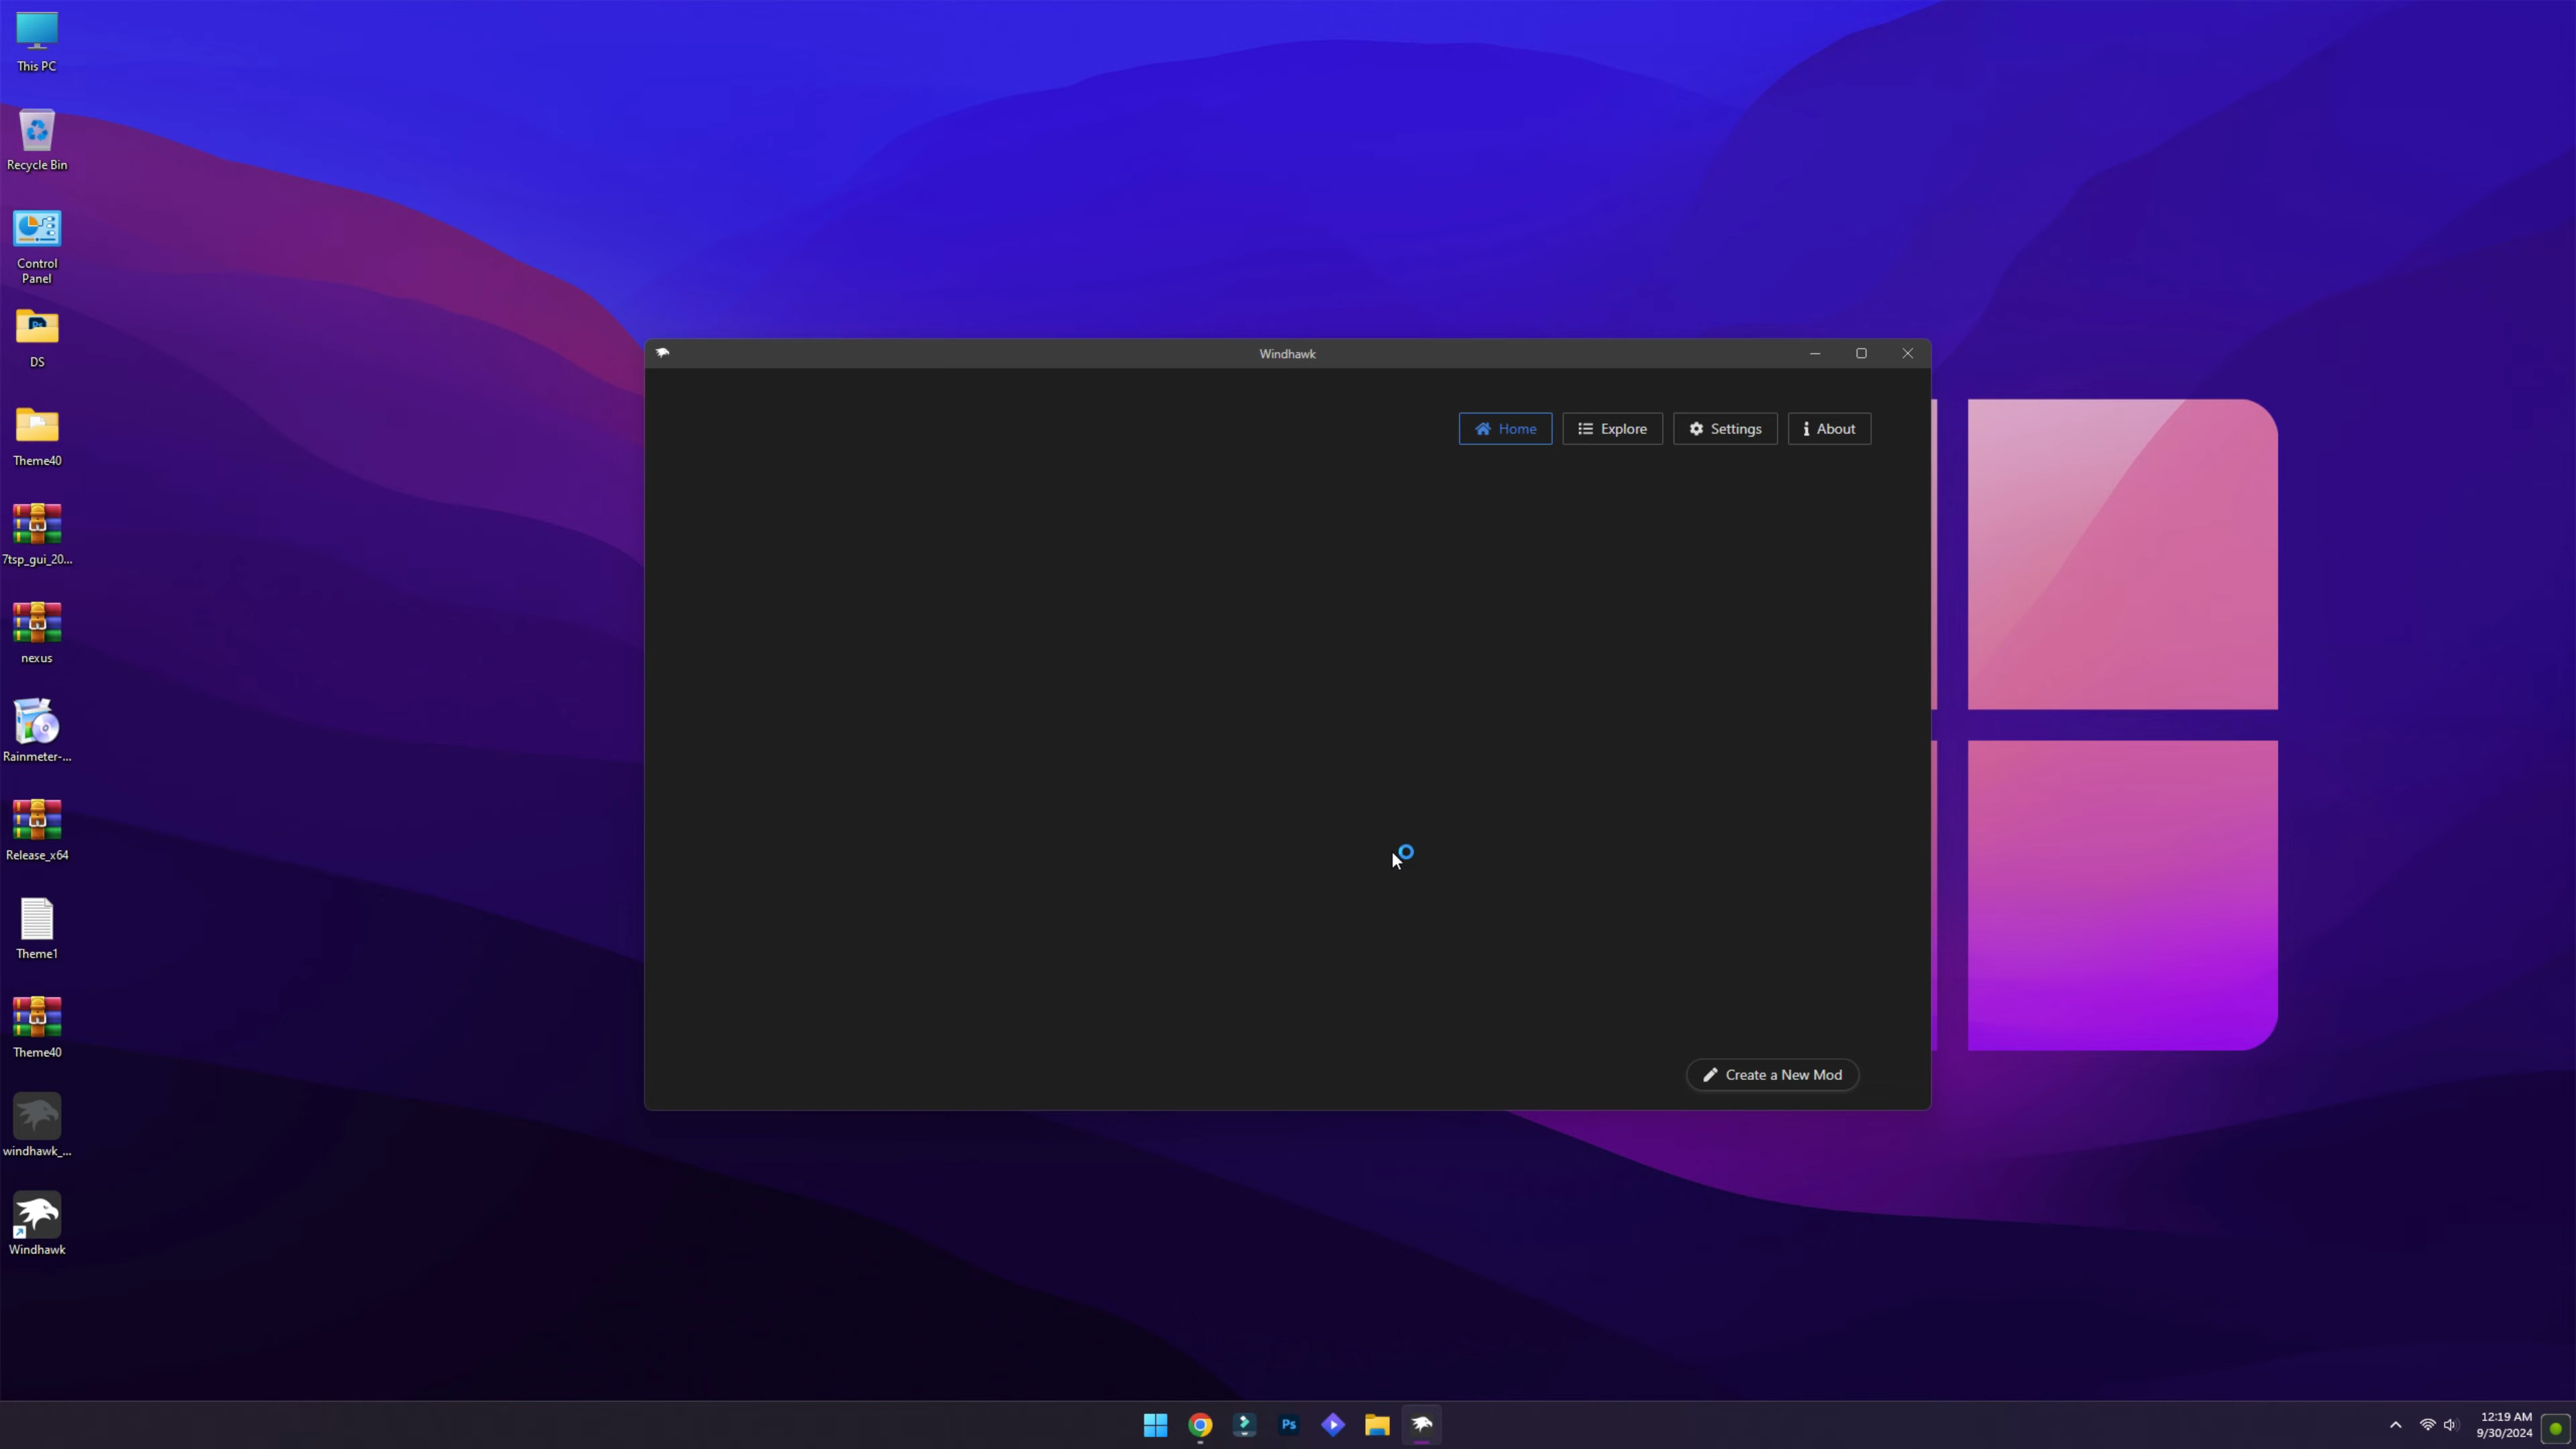 This PC
Recycle Bin
Control
Panel
DS
Theme40
7tsp_gui_20...
nexus
Rainmeter-...
Release_x64
Theme1
Theme40
windhawk_...
Windhawk
Windhawk
Home
Explore
Settings
About
Create a New Mod
Ps
12:19 AM
9/30/2024